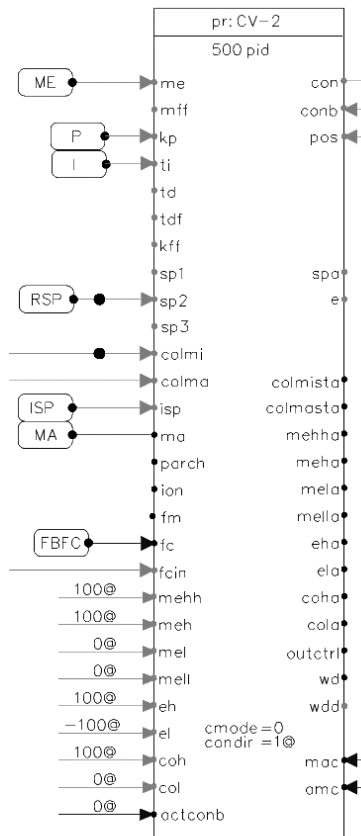 pr: CV-2
500 pid
ME me con
mff conb
P kp pos
I ti
td
tdf
kff
sp1 spa
RSP sp2 e
sp3
colmi
colma colmista
ISP isp colmasta
MA ma mehha
parch meha
ion mela
fm mella
FBFC fc eha
fcin ela
100@ mehh coha
100@ meh cola
0@ mel outctrl
0@ mell wd
100@ eh wdd
-100@ el cmode=0
condir =1@
100@ coh mac
0@ col amc
0@ actconb